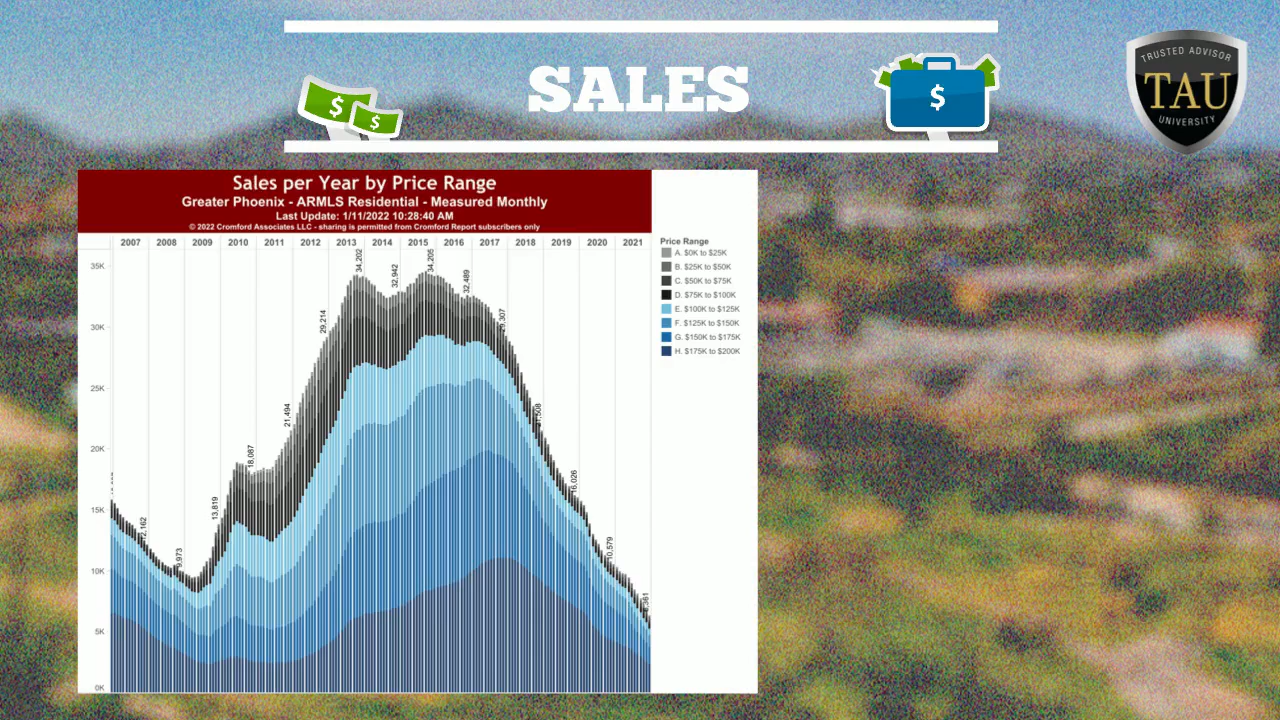 SALES
$
$
$
TRUSTED ADVISOR
TAU
UNIVERSITY
Sales per Year by Price Range
Greater Phoenix - ARMLS Residential - Measured Monthly
Last Update: 1/11/2022 10:28:40 AM
© 2022 Cromford Associates LLC - sharing is permitted from Cromford Report subscribers only
2007 2008 2009 2010 2011 2012 2013 2014 2015 2016 2017 2018 2019 2020 2021
Price Range
A. $0K to $25K
B. $25K to $50K
C. $50K to $75K
D. $75K to $100K
E. $100K to $125K
F. $125K to $150K
G. $150K to $175K
H. $175K to $200K
35K
30K
25K
20K
15K
10K
5K
0K
9,973
13,819
18,087
21,494
29,214
34,202
32,942
34,205
32,489
16,026
10,579